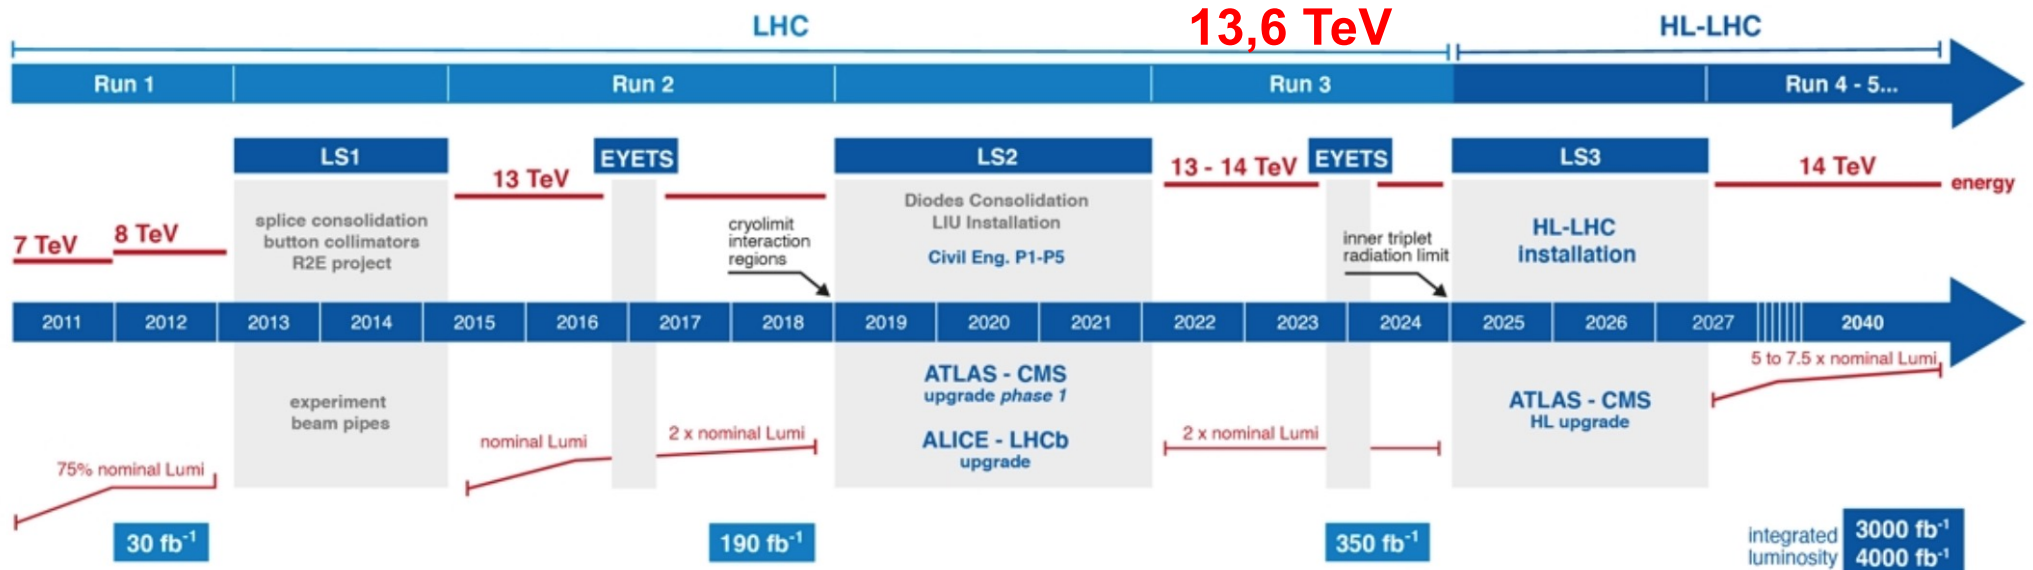 LHC
13,6 TeV
HL-LHC
Run 1
Run 2
Run 3
Run 4 - 5...
LS1
EYETS
LS2
EYETS
LS3
13 TeV
13 - 14 TeV
14 TeV
energy
7 TeV
8 TeV
splice consolidation
button collimators
R2E project
cryolimit
interaction
regions
Diodes Consolidation
LIU Installation
Civil Eng. P1-P5
inner triplet
radiation limit
HL-LHC
installation
2011
2012
2013
2014
2015
2016
2017
2018
2019
2020
2021
2022
2023
2024
2025
2026
2027
2040
5 to 7.5 x nominal Lumi
experiment
beam pipes
ATLAS - CMS
upgrade phase 1
ALICE - LHCb
upgrade
ATLAS - CMS
HL upgrade
75% nominal Lumi
nominal Lumi
2 x nominal Lumi
2 x nominal Lumi
30 fb⁻¹
190 fb⁻¹
350 fb⁻¹
integrated
luminosity
3000 fb⁻¹
4000 fb⁻¹